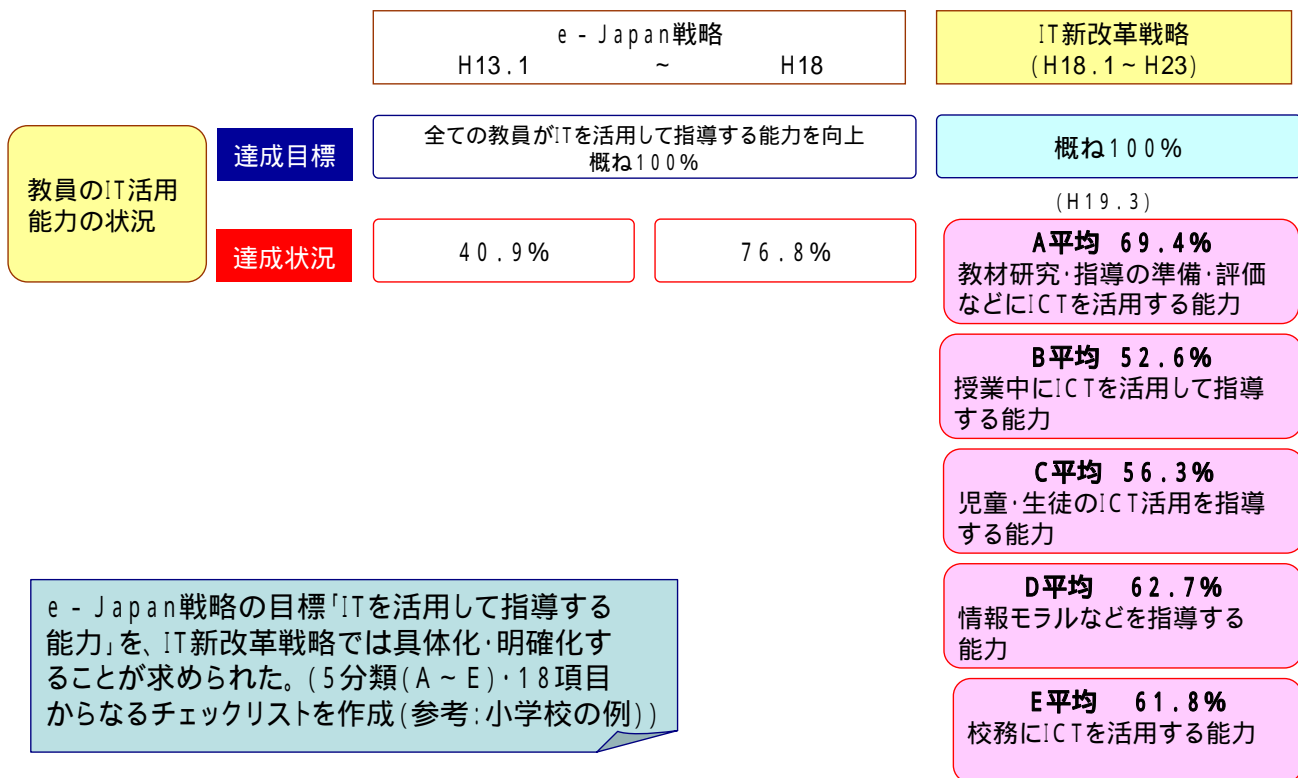 e-Japan戦略
H13.1 ~ H18
IT新改革戦略
(H18.1~H23)
教員のIT活用
能力の状況
達成目標
全ての教員がITを活用して指導する能力を向上
概ね100%
概ね100%
(H19.3)
達成状況
40.9%
76.8%
A平均 69.4%
教材研究・指導の準備・評価
などにICTを活用する能力
B平均 52.6%
授業中にICTを活用して指導
する能力
C平均 56.3%
児童・生徒のICT活用を指導
する能力
D平均 62.7%
情報モラルなどを指導する
能力
E平均 61.8%
校務にICTを活用する能力
e-Japan戦略の目標「ITを活用して指導する
能力」を、IT新改革戦略では具体化・明確化す
ることが求められた。(5分類(A~E)・18項目
からなるチェックリストを作成(参考:小学校の例))